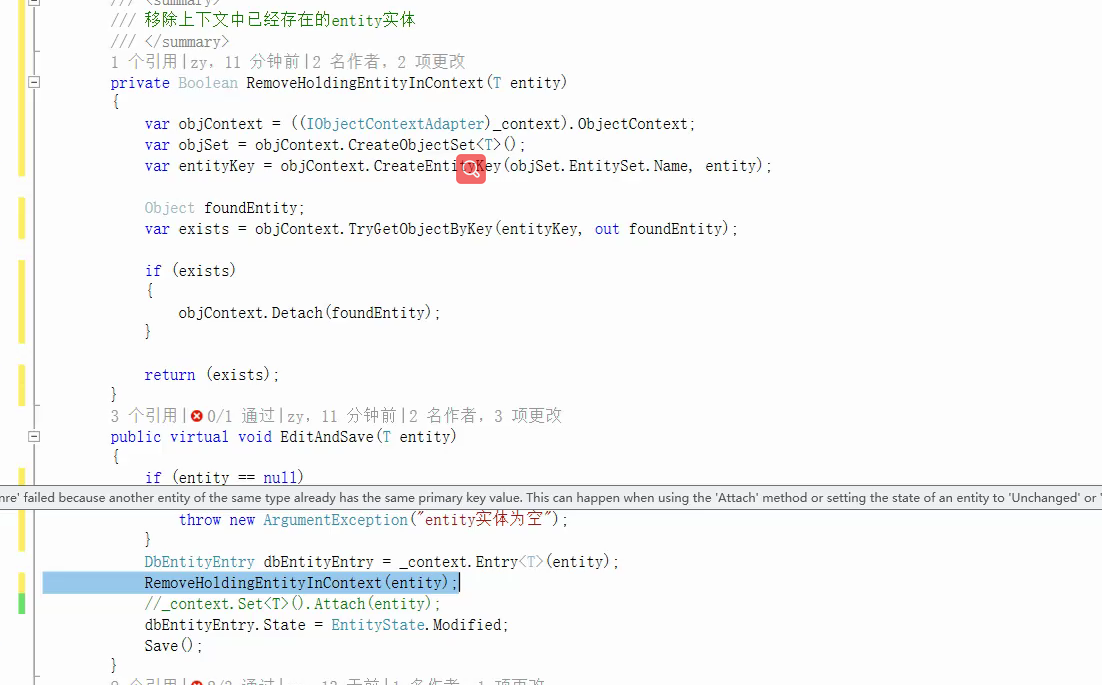 /// <summary>
/// 移除上下文中已经存在的entity实体
/// </summary>
1 个引用|zy，11 分钟前|2 名作者，2 项更改
private Boolean RemoveHoldingEntityInContext(T entity)
{
var objContext = ((IObjectContextAdapter)_context).ObjectContext;
var objSet = objContext.CreateObjectSet<T>();
var entityKey = objContext.CreateEntityKey(objSet.EntitySet.Name, entity);
Object foundEntity;
var exists = objContext.TryGetObjectByKey(entityKey, out foundEntity);
if (exists)
{
objContext.Detach(foundEntity);
}
return (exists);
}
3 个引用|0/1 通过|zy，11 分钟前|2 名作者，3 项更改
public virtual void EditAndSave(T entity)
{
if (entity == null)
nre' failed because another entity of the same type already has the same primary key value. This can happen when using the 'Attach' method or setting the state of an entity to 'Unchanged' or '
throw new ArgumentException("entity实体为空");
}
DbEntityEntry dbEntityEntry = _context.Entry<T>(entity);
RemoveHoldingEntityInContext(entity);
//_context.Set<T>().Attach(entity);
dbEntityEntry.State = EntityState.Modified;
Save();
}